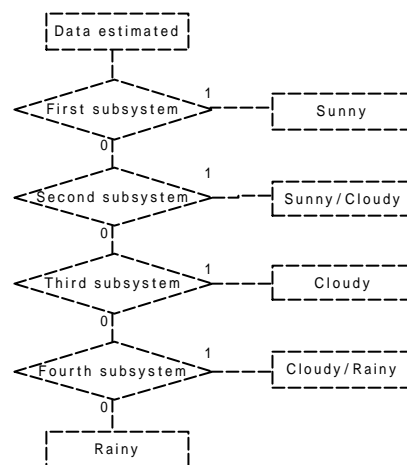 Data estimated
1
First subsystem
Sunny
0
1
Second subsystem
Sunny/Cloudy
0
1
Third subsystem
Cloudy
0
1
Fourth subsystem
Cloudy/Rainy
0
Rainy